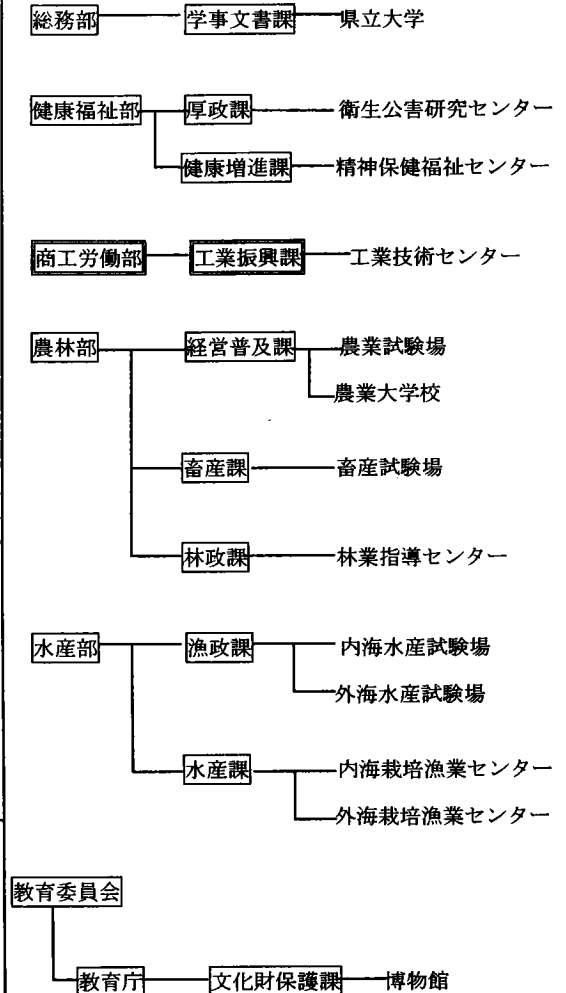 総務部 学事文書課 県立大学
健康福祉部 厚政課 衛生公害研究センター
健康増進課 精神保健福祉センター
商工労働部 工業振興課 工業技術センター
農林部 経営普及課 農業試験場
農業大学校
畜産課 畜産試験場
林政課 林業指導センター
水産部 漁政課 内海水産試験場
外海水産試験場
水産課 内海栽培漁業センター
外海栽培漁業センター
教育委員会
教育庁 文化財保護課 博物館